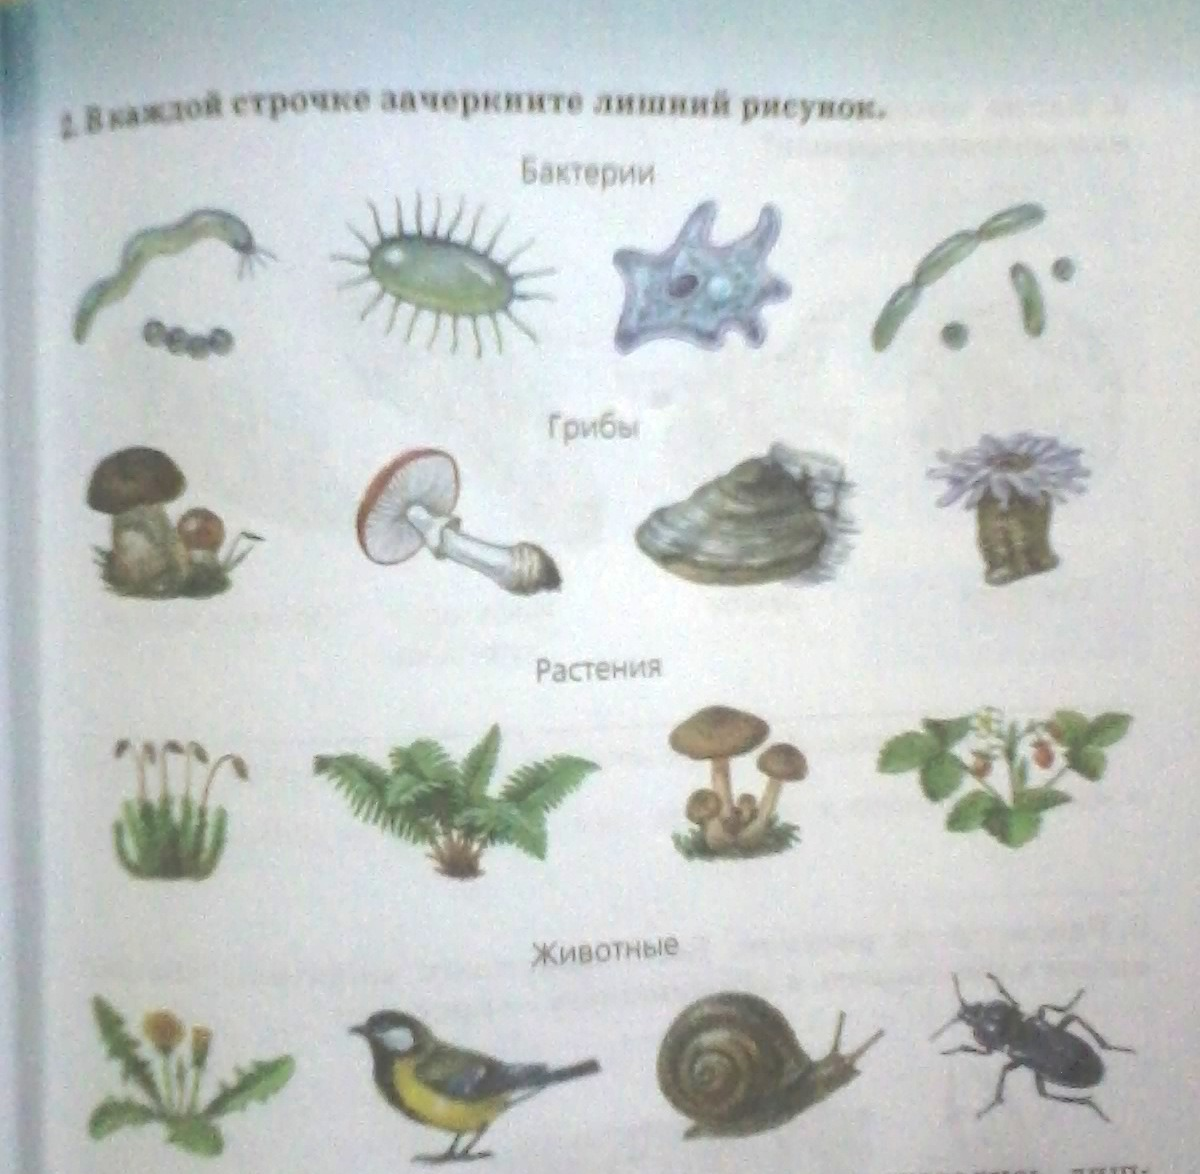 2. В каждой строчке зачеркните лишний рисунок.
Бактерии
Грибы
Растения
Животные